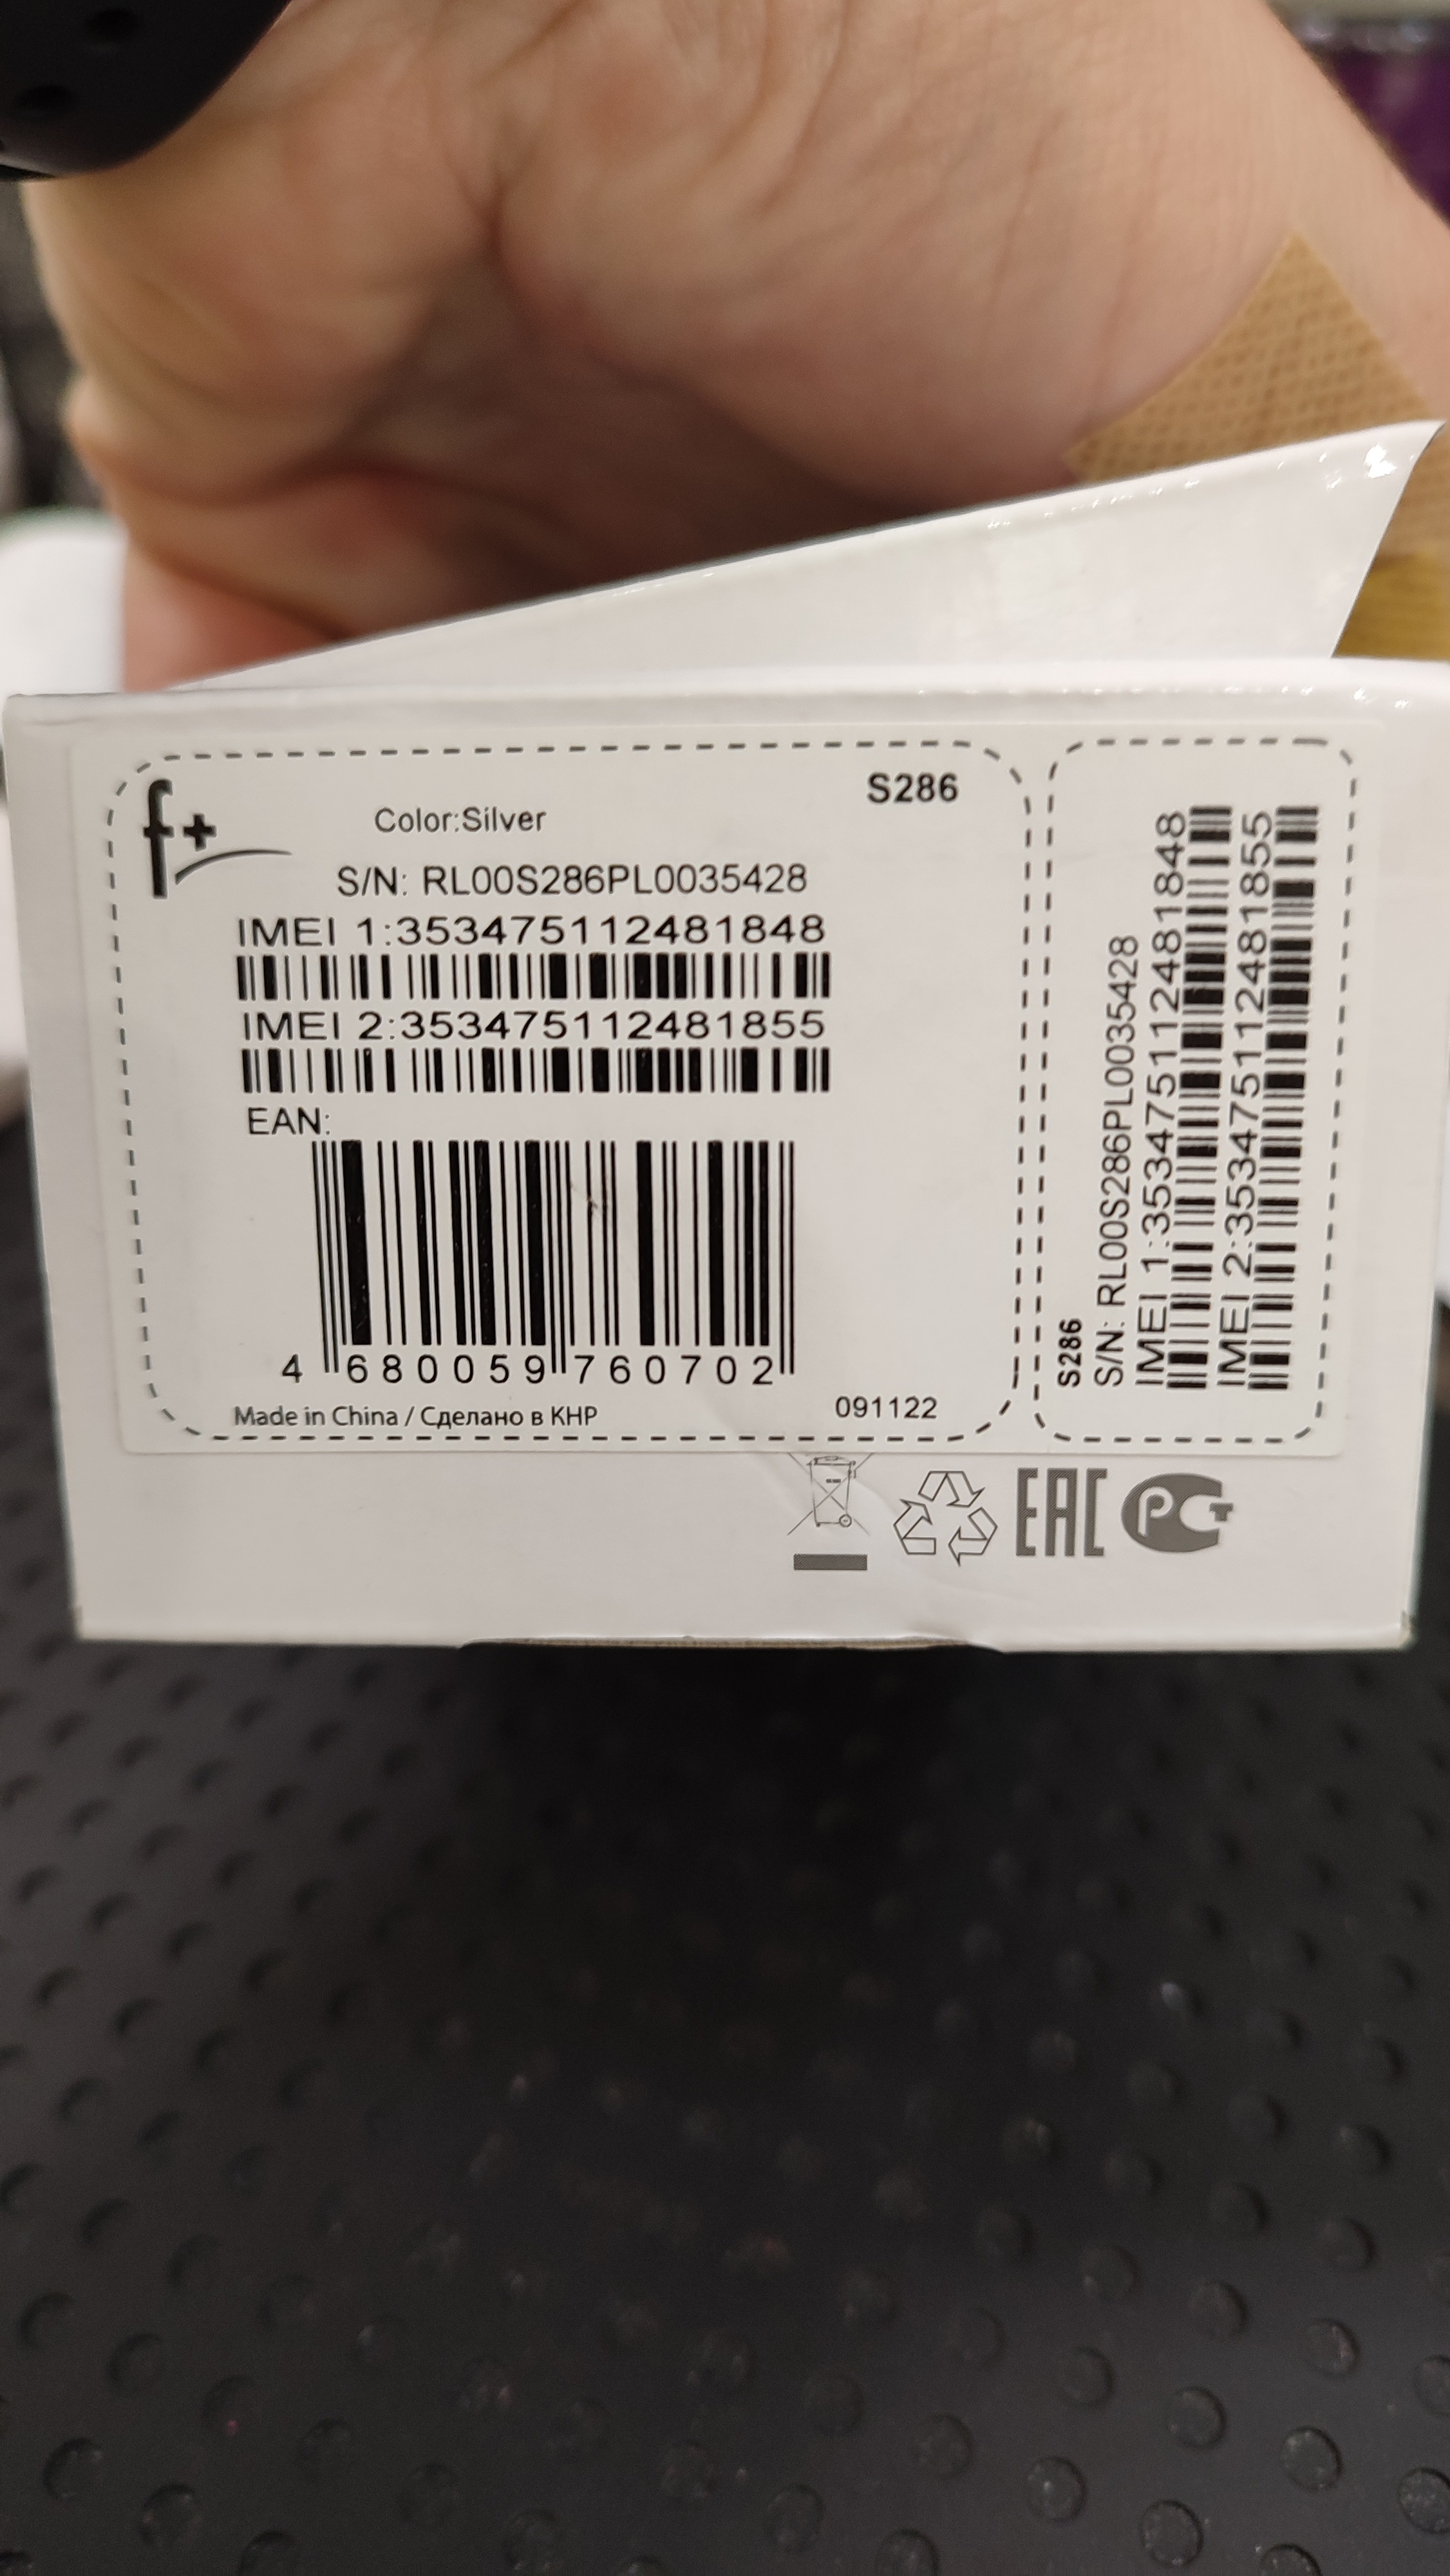 f+
S286
Color:Silver
S/N: RL00S286PL0035428
IMEI 1:353475112481848
IMEI 2:353475112481855
EAN:
4 680059 760702
Made in China / Сделано в КНР
091122
S286
S/N: RL00S286PL0035428
IMEI 1:353475112481848
IMEI 2:353475112481855
EAC
РСТ